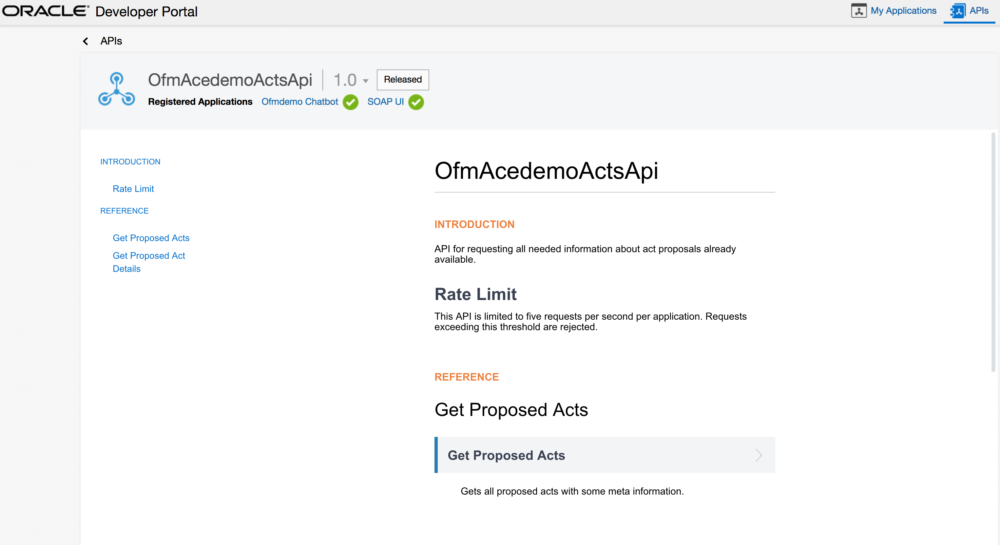 ORACLE® Developer Portal
My Applications
APIs
APIs
OfmAcedemoActsApi 1.0 Released
Registered Applications Ofmdemo Chatbot SOAP UI
INTRODUCTION
Rate Limit
REFERENCE
Get Proposed Acts
Get Proposed Act
Details
OfmAcedemoActsApi
INTRODUCTION
API for requesting all needed information about act proposals already
available.
Rate Limit
This API is limited to five requests per second per application. Requests
exceeding this threshold are rejected.
REFERENCE
Get Proposed Acts
Get Proposed Acts
Gets all proposed acts with some meta information.